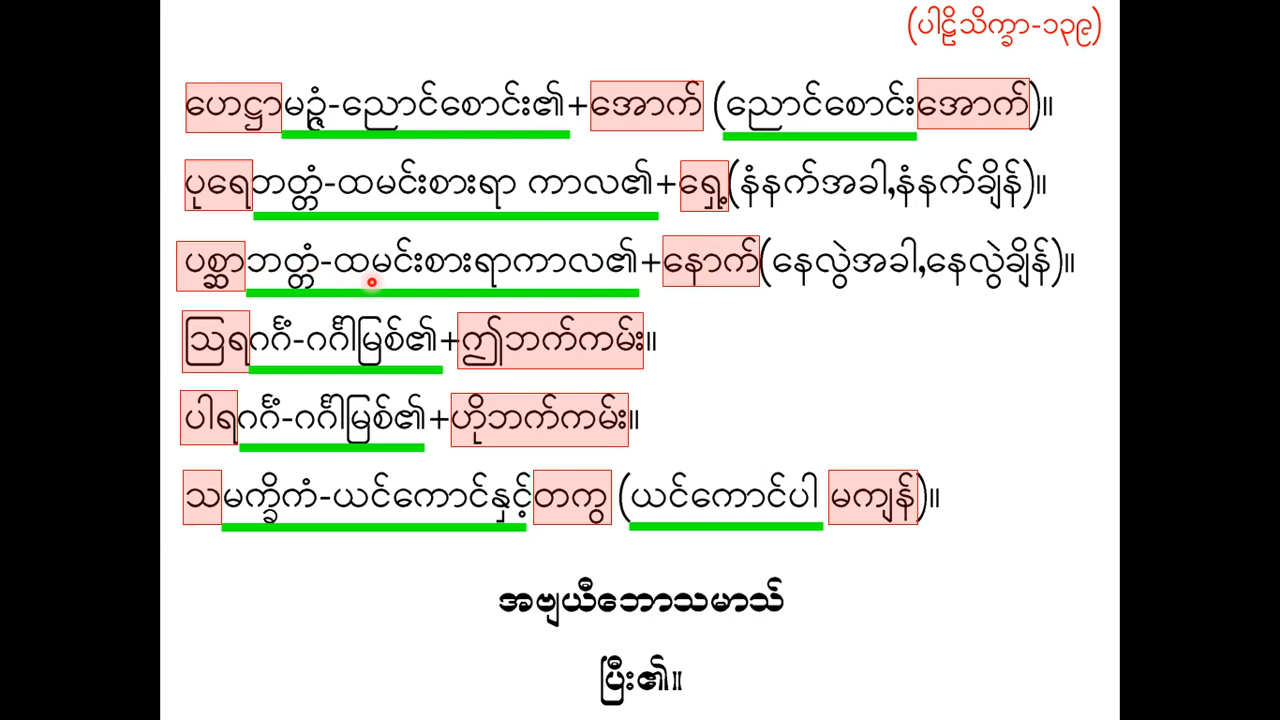 (ပါဠိသိက္ခာ-၁၃၉)
ဟေဋ္ဌာမဉ္စံ-ညောင်စောင်း၏+အောက် (ညောင်စောင်းအောက်)။
ပုရေဘတ္တံ-ထမင်းစားရာ ကာလ၏+ရှေ့(နံနက်အခါ,နံနက်ချိန်)။
ပစ္ဆာဘတ္တံ-ထမင်းစားရာကာလ၏+နောက်(နေလွဲအခါ,နေလွဲချိန်)။
ဩရဂင်္ဂံ-ဂင်္ဂါမြစ်၏+ဤဘက်ကမ်း။
ပါရဂင်္ဂံ-ဂင်္ဂါမြစ်၏+ဟိုဘက်ကမ်း။
သမက္ခိကံ-ယင်ကောင်နှင့်တကွ (ယင်ကောင်ပါ မကျန်)။
အဗျယီဘောသမာသ်
ပြီး၏။